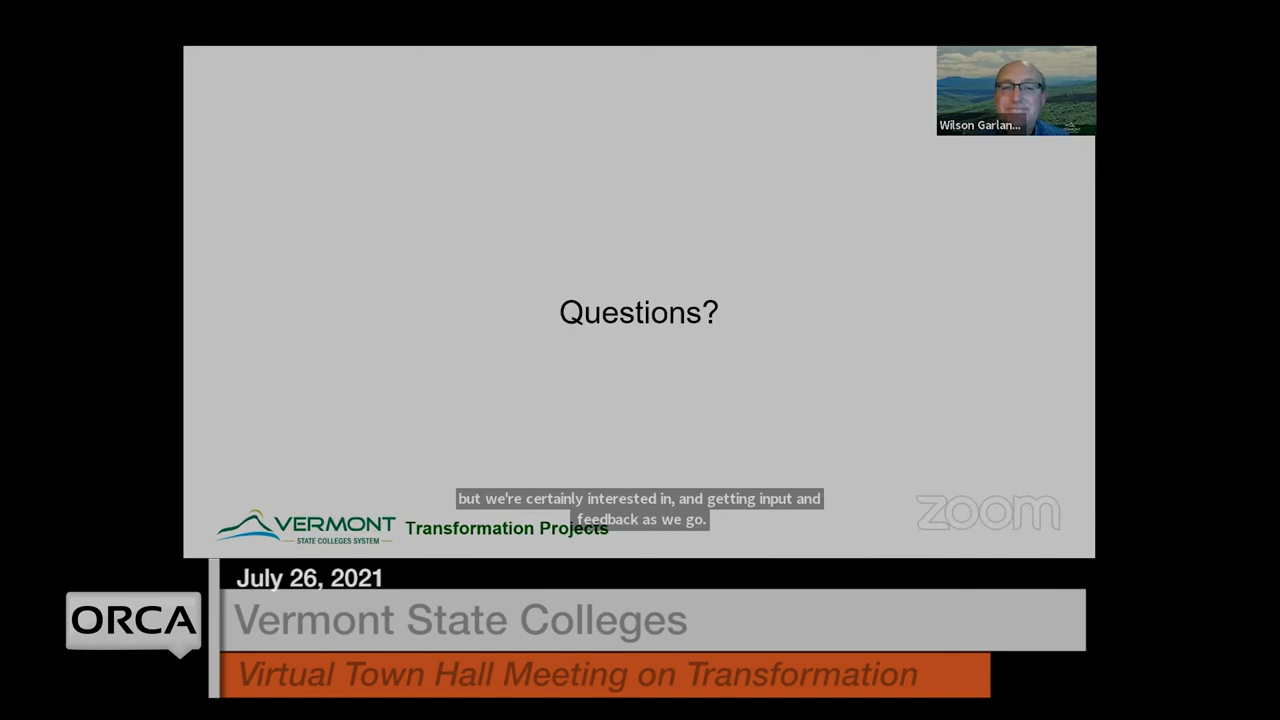 Wilson Garlan...
Questions?
but we're certainly interested in, and getting input and
feedback as we go.
VERMONT
STATE COLLEGES SYSTEM
Transformation Projects
zoom
July 26, 2021
ORCA
Vermont State Colleges
Virtual Town Hall Meeting on Transformation